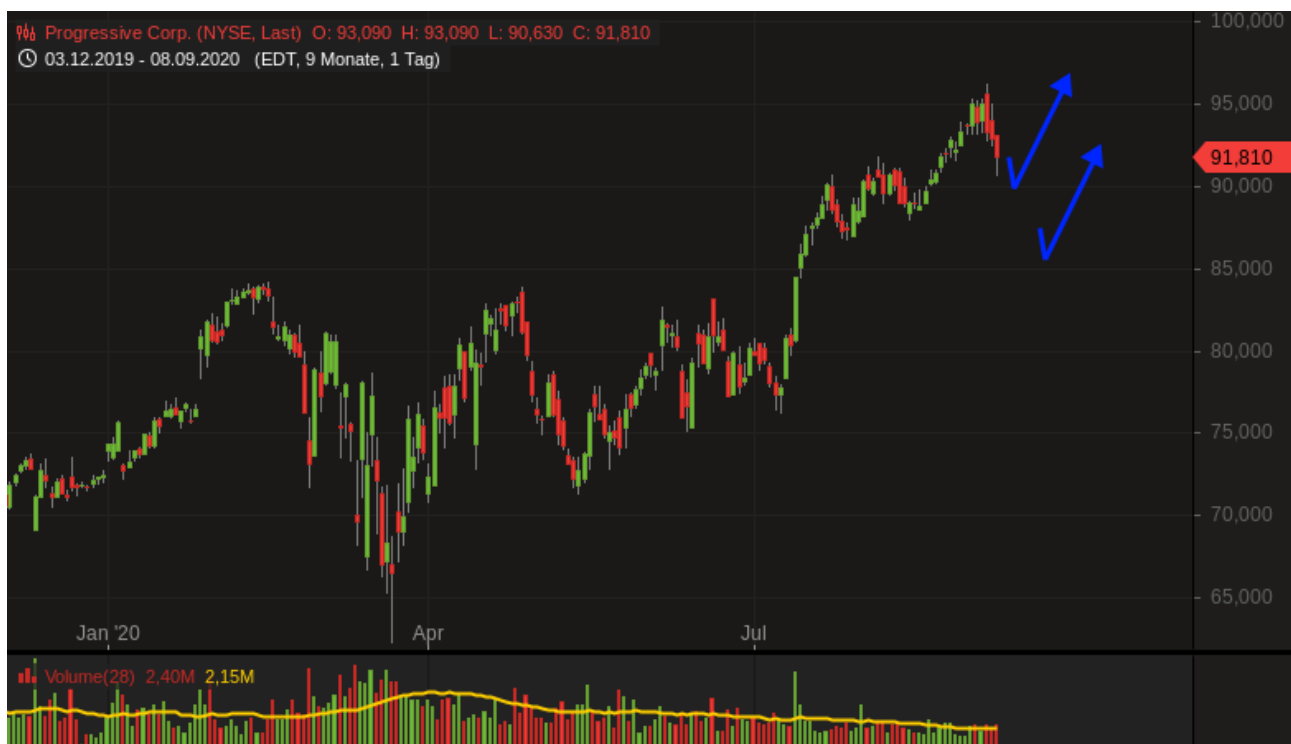 Progressive Corp. (NYSE, Last) O: 93,090 H: 93,090 L: 90,630 C: 91,810
03.12.2019 - 08.09.2020 (EDT, 9 Monate, 1 Tag)
100,000
95,000
91,810
90,000
85,000
80,000
75,000
70,000
65,000
Jan '20 Apr Jul
Volume(28) 2,40M 2,15M